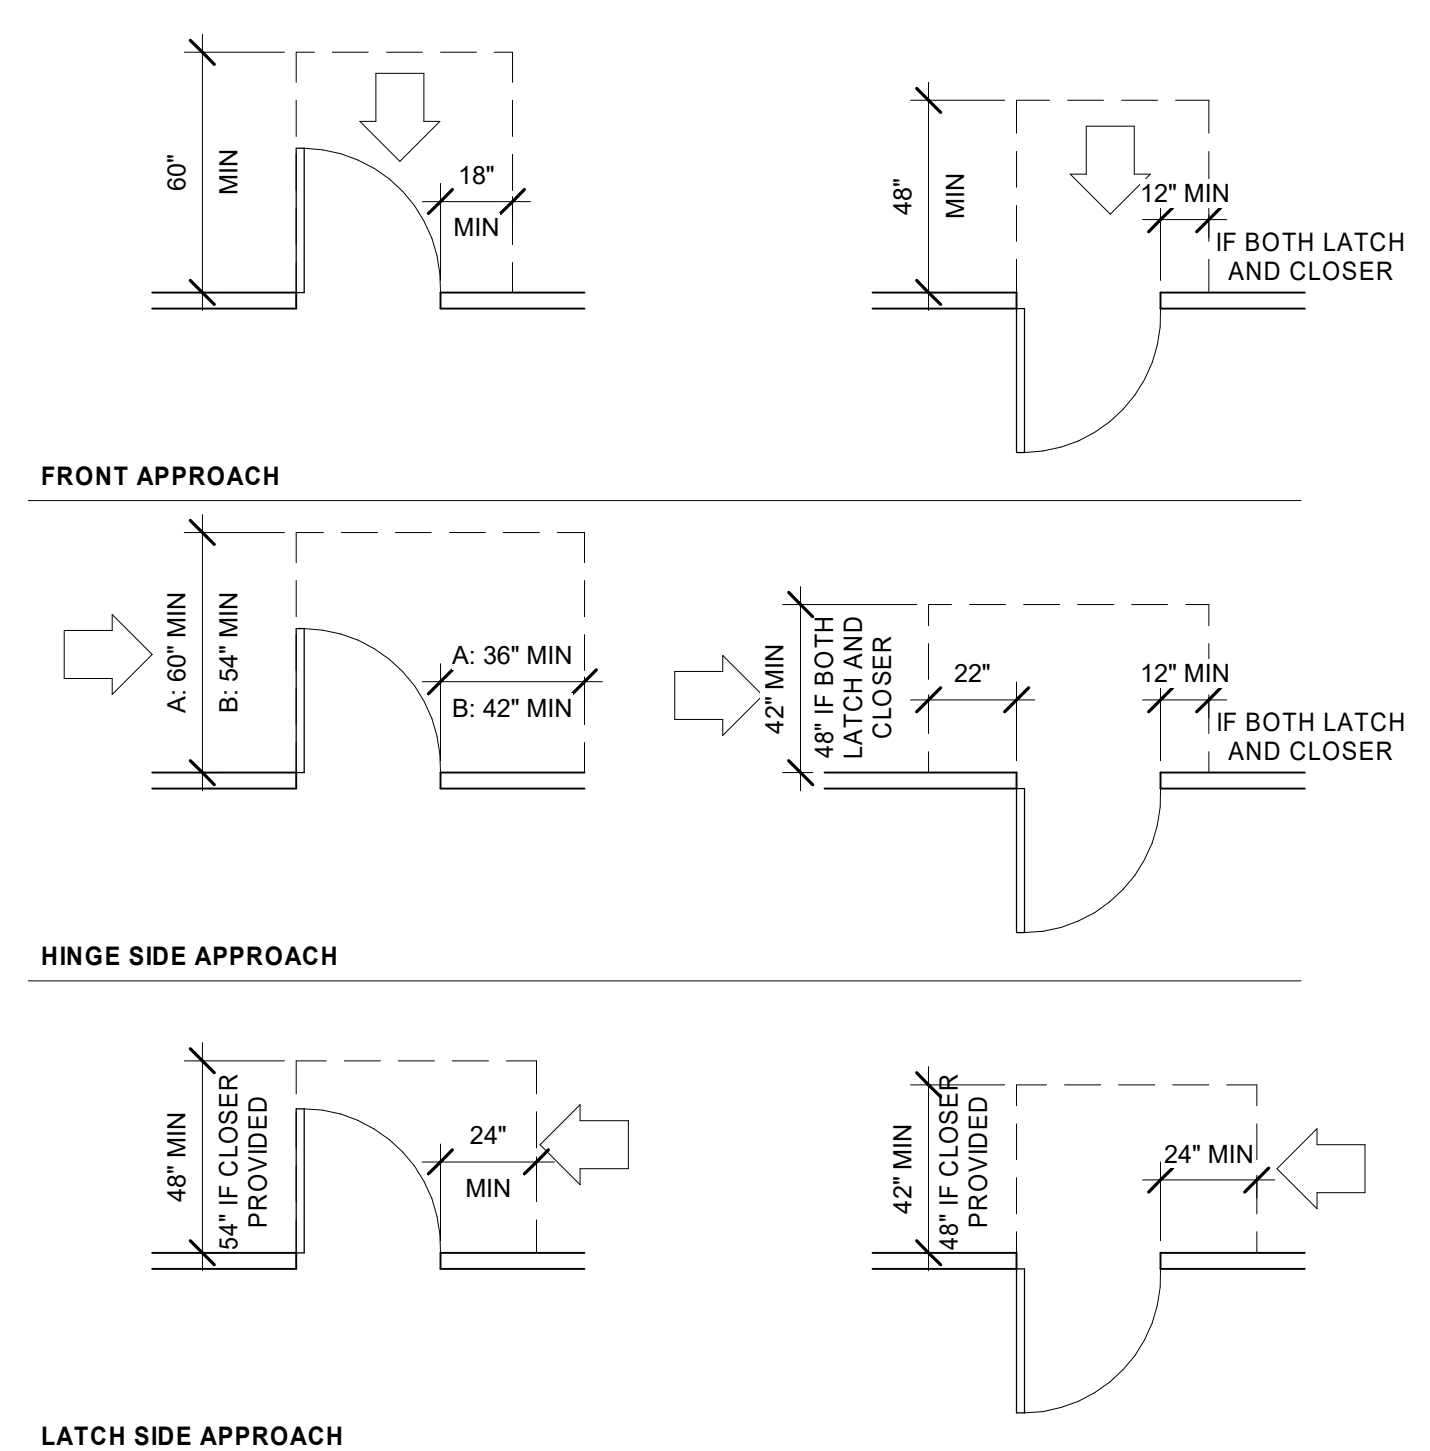 60"
MIN
18"
MIN
48"
MIN
12" MIN
IF BOTH LATCH
AND CLOSER
FRONT APPROACH
A: 60" MIN
B: 54" MIN
A: 36" MIN
B: 42" MIN
42" MIN
48" IF BOTH
LATCH AND
CLOSER
22"
12" MIN
IF BOTH LATCH
AND CLOSER
HINGE SIDE APPROACH
48" MIN
54" IF CLOSER
PROVIDED
24"
MIN
42" MIN
48" IF CLOSER
PROVIDED
24" MIN
LATCH SIDE APPROACH